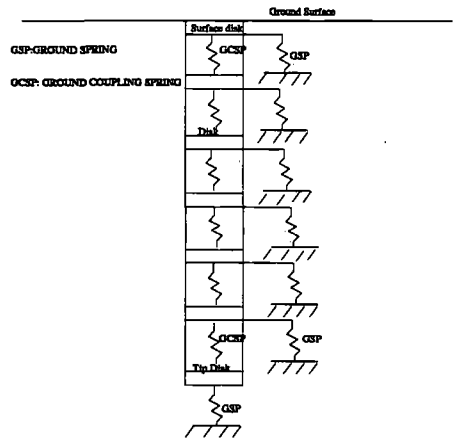 Ground Surface
Surface disk
GSP:GROUND SPRING
GCSP
GSP
GCSP: GROUND COUPLING SPRING
Disk
GCSP
GSP
Tip Disk
GSP